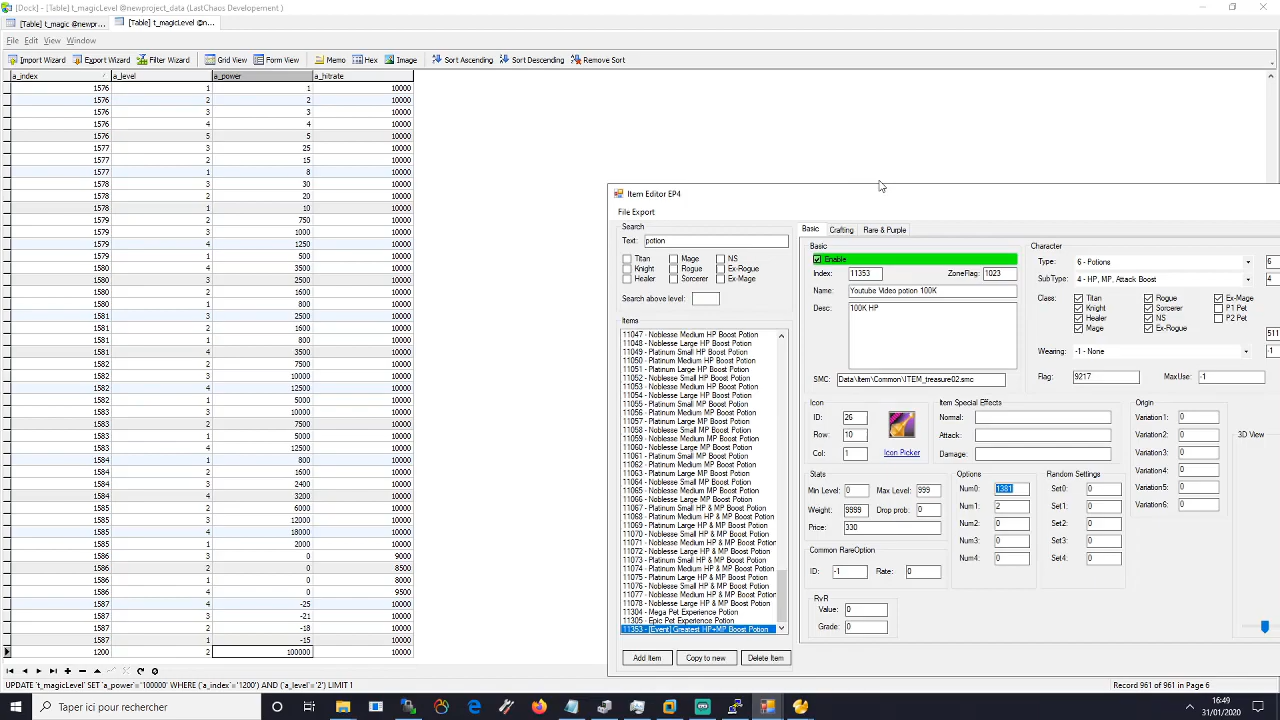 [Dock] - [Table] t_magicLevel @newproject_data (LastChaos Developement )
[Table] t_magic @newproj... [Table] t_magicLevel @n...
File Edit View Window
Import Wizard Export Wizard Filter Wizard Grid View Form View Memo Hex Image Sort Ascending Sort Descending Remove Sort
a_index a_level a_power a_hitrate
1576 1 1 10000
1576 2 2 10000
1576 3 3 10000
1576 4 4 10000
1576 5 5 10000
1577 3 25 10000
1577 2 15 10000
1577 1 8 10000
1578 3 30 10000
1578 2 20 10000
1578 1 10 10000
1579 2 750 10000
1579 3 1000 10000
1579 4 1250 10000
1579 1 500 10000
1580 4 3500 10000
1580 2 1600 10000
1580 3 2500 10000
1580 1 800 10000
1581 3 2500 10000
1581 2 1600 10000
1581 1 800 10000
1581 4 3500 10000
1582 2 7500 10000
1582 3 10000 10000
1582 4 12500 10000
1582 1 5000 10000
1583 3 10000 10000
1583 2 7500 10000
1583 1 5000 10000
1583 4 12500 10000
1584 1 800 10000
1584 2 1600 10000
1584 3 2400 10000
1584 4 3200 10000
1585 2 6000 10000
1585 3 12000 10000
1585 4 18000 10000
1585 1 2000 10000
1586 3 0 9000
1586 2 0 8500
1586 1 0 8000
1586 4 0 9500
1587 4 -25 10000
1587 3 -21 10000
1587 2 -18 10000
1587 1 -15 10000
1200 2 100000 10000
UPDATE `t_magicLevel` SET `a_power`='100000' WHERE (`a_index`='1200') AND (`a_level`='2') LIMIT 1
Record 961 of 961 in Page 6
Item Editor EP4
File Export
Search
Text: potion
Titan Mage NS
Knight Rogue Ex-Rogue
Healer Sorcerer Ex-Mage
Search above level:
Items
11047 - Noblesse Medium HP Boost Potion
11048 - Noblesse Large HP Boost Potion
11049 - Platinum Small HP Boost Potion
11050 - Platinum Medium HP Boost Potion
11051 - Platinum Large HP Boost Potion
11052 - Noblesse Small HP Boost Potion
11053 - Noblesse Medium HP Boost Potion
11054 - Noblesse Large HP Boost Potion
11055 - Platinum Small MP Boost Potion
11056 - Platinum Medium MP Boost Potion
11057 - Platinum Large MP Boost Potion
11058 - Noblesse Small MP Boost Potion
11059 - Noblesse Medium MP Boost Potion
11060 - Noblesse Large MP Boost Potion
11061 - Platinum Small MP Boost Potion
11062 - Platinum Medium MP Boost Potion
11063 - Platinum Large MP Boost Potion
11064 - Noblesse Small MP Boost Potion
11065 - Noblesse Medium MP Boost Potion
11066 - Noblesse Large MP Boost Potion
11067 - Platinum Small HP & MP Boost Potion
11068 - Platinum Medium HP & MP Boost Potion
11069 - Platinum Large HP & MP Boost Potion
11070 - Noblesse Small HP & MP Boost Potion
11071 - Noblesse Medium HP & MP Boost Potion
11072 - Noblesse Large HP & MP Boost Potion
11073 - Platinum Small HP & MP Boost Potion
11074 - Platinum Medium HP & MP Boost Potion
11075 - Platinum Large HP & MP Boost Potion
11076 - Noblesse Small HP & MP Boost Potion
11077 - Noblesse Medium HP & MP Boost Potion
11078 - Noblesse Large HP & MP Boost Potion
11304 - Mega Pet Experience Potion
11305 - Epic Pet Experience Potion
11353 - [Event] Greatest HP+MP Boost Potion
Add Item Copy to new Delete Item
Basic Crafting Rare & Purple
Basic
Enable
Index: 11353 ZoneFlag: 1023
Name: Youtube Video potion 100K
Desc: 100K HP
SMC: Data\Item\Common\ITEM_treasure02.smc
Character
Type: 6 - Potions 6
SubType: 4 - HP, MP, Attack Boost 4
Class: Titan Rogue Ex-Mage
Knight Sorcerer P1 Pet
Healer NS P2 Pet
Mage Ex-Rogue
511
Wearing: -1 - None -1
Flag: 9217 MaxUse: -1
Icon
ID: 26
Row: 10
Col: 1 Icon Picker
Item Special Effects
Normal:
Attack:
Damage:
Origin
Variation1: 0
Variation2: 0
Variation3: 0
Variation4: 0
Variation5: 0
Variation6: 0
3D View
Stats
Min Level: 0 Max Level: 999
Weight: 9999 Drop prob.: 0
Price: 330
Options
Num0: 1381
Num1: 2
Num2: 0
Num3: 0
Num4: 0
Random Settings
Set0: 0
Set1: 0
Set2: 0
Set3: 0
Set4: 0
Common RareOption
ID: -1 Rate: 0
RvR
Value: 0
Grade: 0
Taper ici pour rechercher
16:49
31/01/2020